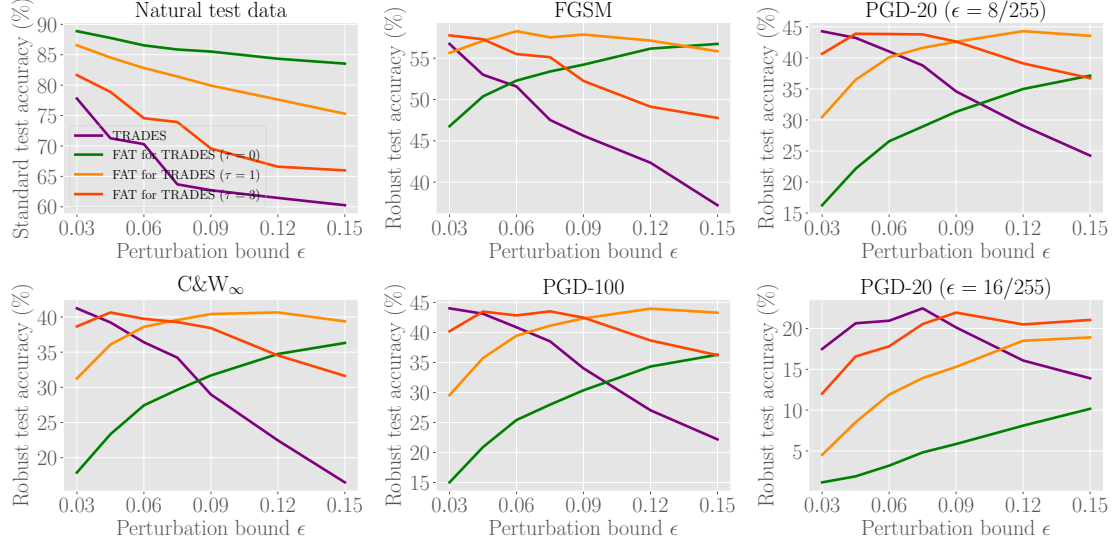 Natural test data
Standard test accuracy (%)
90
85
80
75
70
65
60
TRADES
FAT for TRADES (τ = 0)
FAT for TRADES (τ = 1)
FAT for TRADES (τ = 3)
0.03 0.06 0.09 0.12 0.15
Perturbation bound ϵ
FGSM
Robust test accuracy (%)
55
50
45
40
0.03 0.06 0.09 0.12 0.15
Perturbation bound ϵ
PGD-20 (ϵ = 8/255)
Robust test accuracy (%)
45
40
35
30
25
20
15
0.03 0.06 0.09 0.12 0.15
Perturbation bound ϵ
C&W∞
Robust test accuracy (%)
40
35
30
25
20
0.03 0.06 0.09 0.12 0.15
Perturbation bound ϵ
PGD-100
Robust test accuracy (%)
45
40
35
30
25
20
15
0.03 0.06 0.09 0.12 0.15
Perturbation bound ϵ
PGD-20 (ϵ = 16/255)
Robust test accuracy (%)
20
15
10
5
0.03 0.06 0.09 0.12 0.15
Perturbation bound ϵ